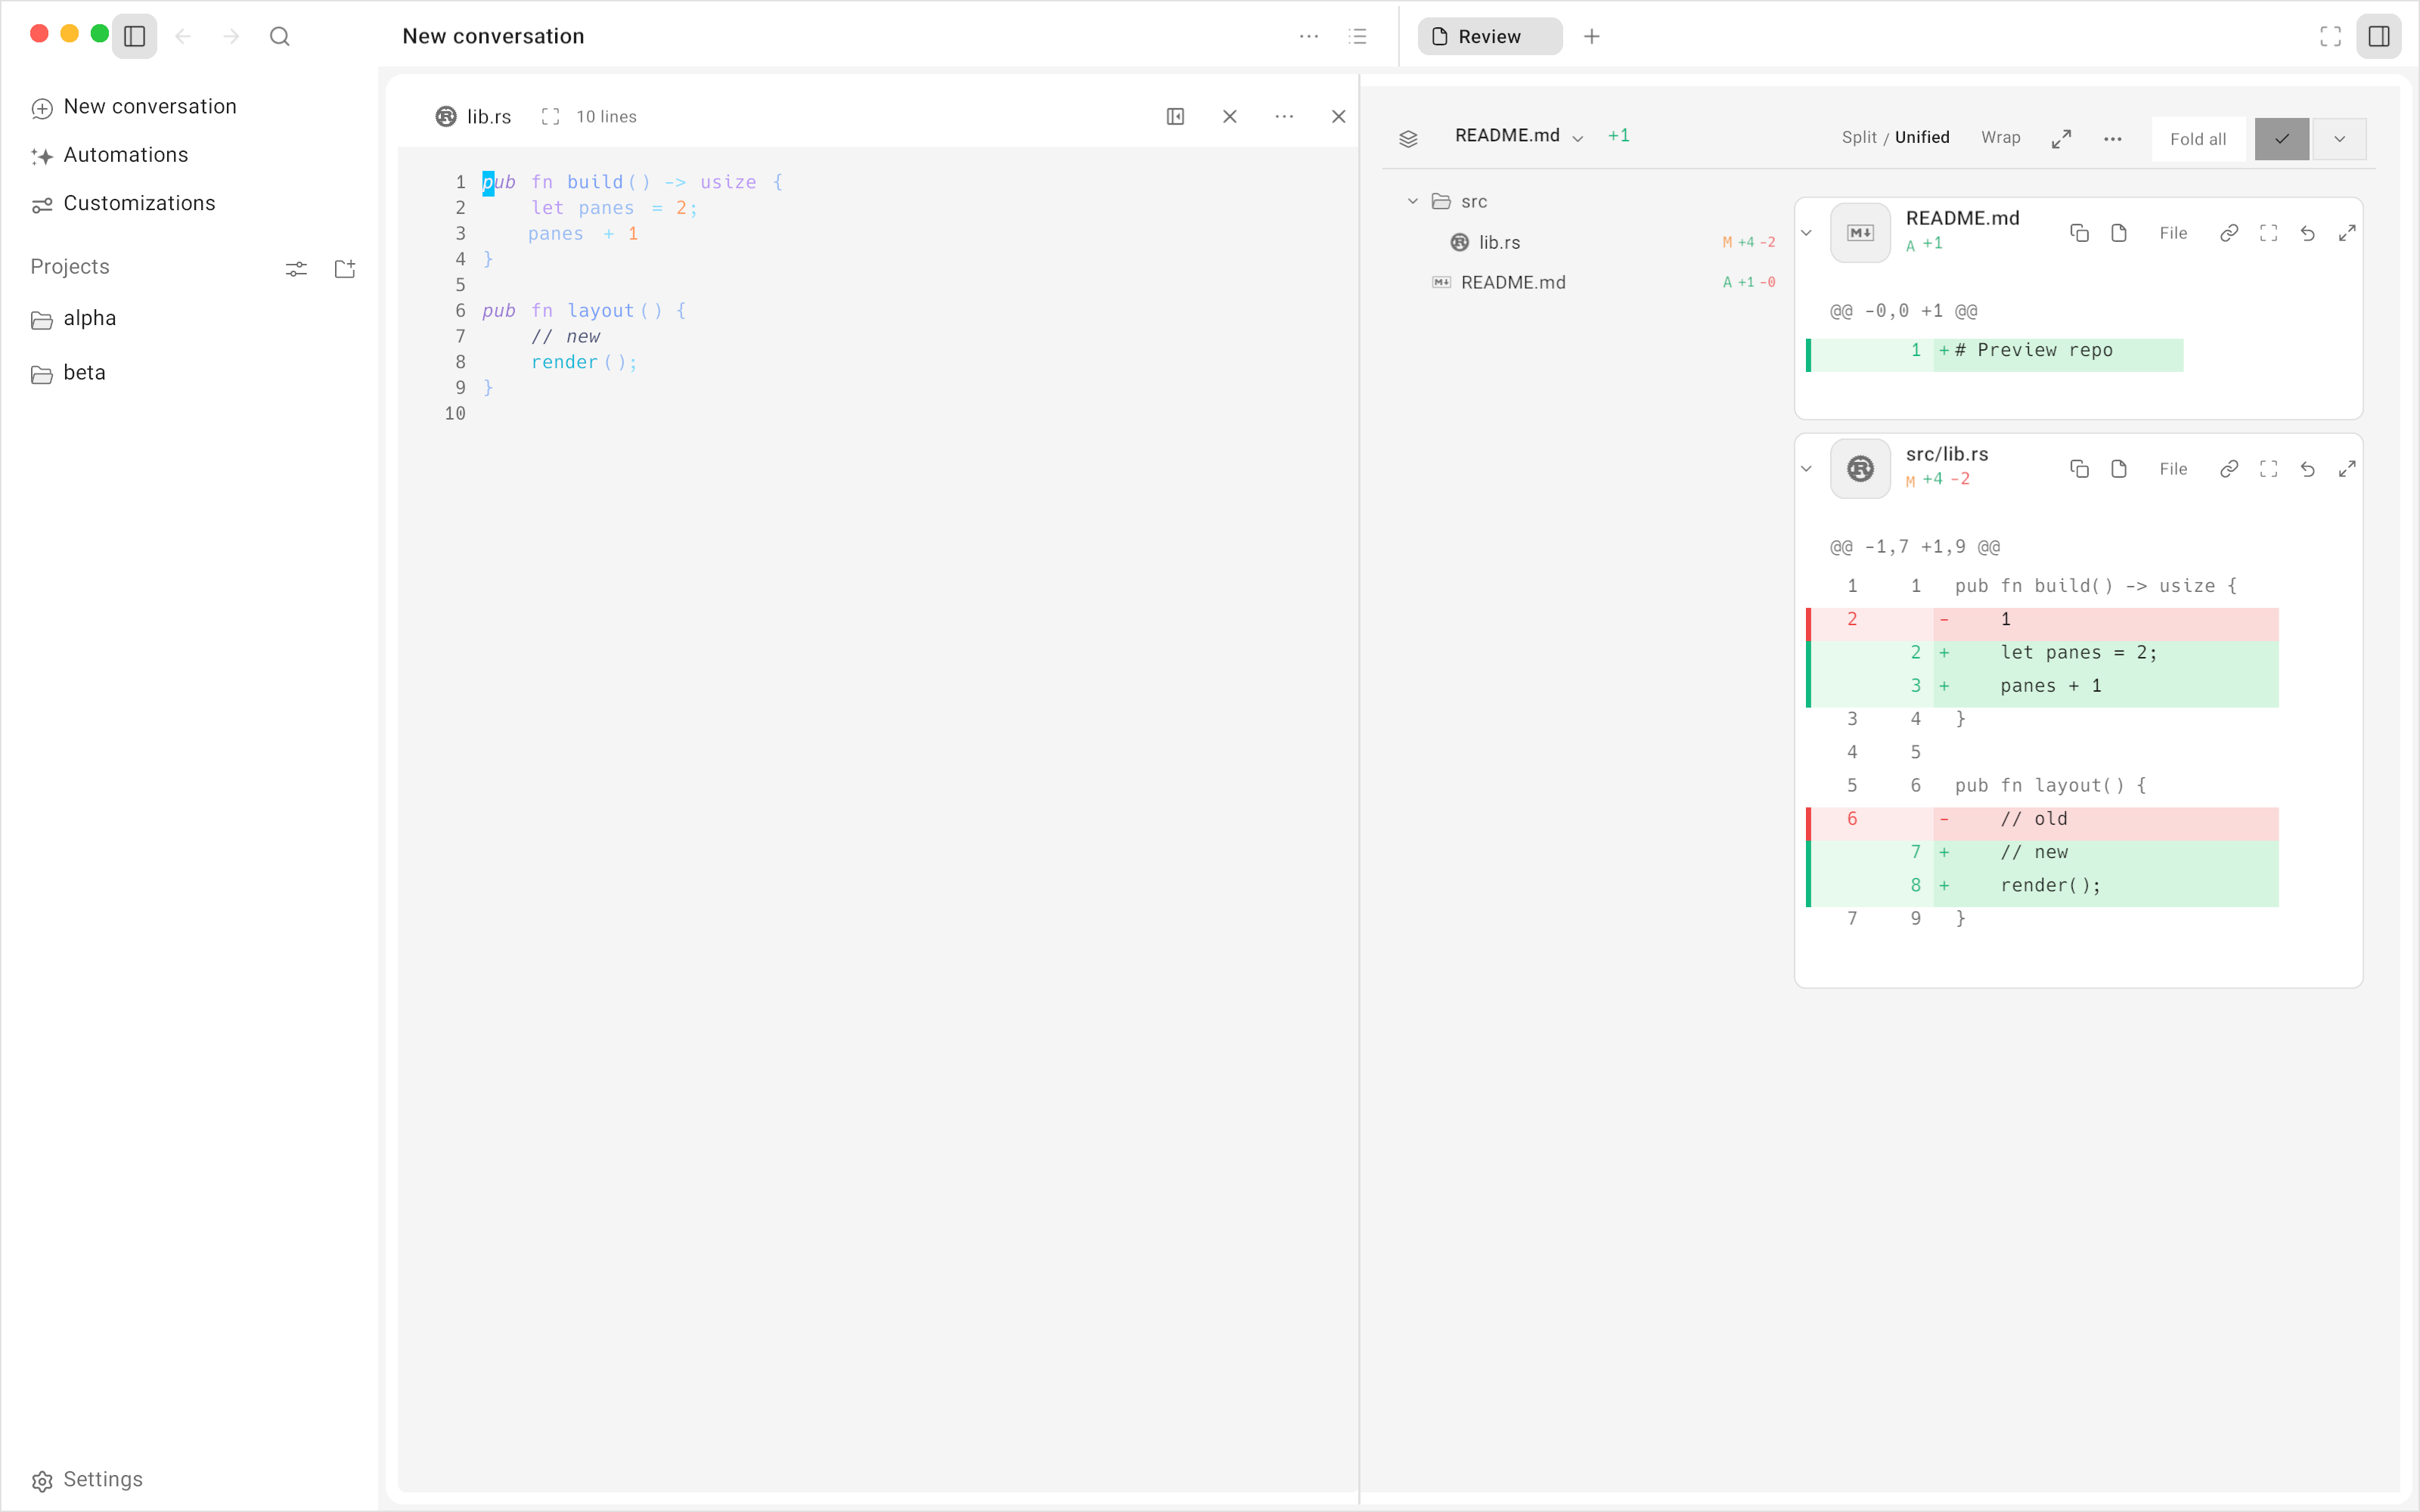 New conversation
Review
New conversation
Automations
Customizations
Projects
alpha
beta
Settings
lib.rs 10 lines
1 pub fn build() -> usize {
2     let panes = 2;
3     panes + 1
4 }
5
6 pub fn layout() {
7     // new
8     render();
9 }
10
README.md +1 Split / Unified Wrap Fold all
src
lib.rs M +4 -2
README.md A +1 -0
README.md
A +1
File
@@ -0,0 +1 @@
1 +# Preview repo
src/lib.rs
M +4 -2
File
@@ -1,7 +1,9 @@
1 1 pub fn build() -> usize {
2 -    1
2 +    let panes = 2;
3 +    panes + 1
3 4 }
4 5
5 6 pub fn layout() {
6 -    // old
7 +    // new
8 +    render();
7 9 }